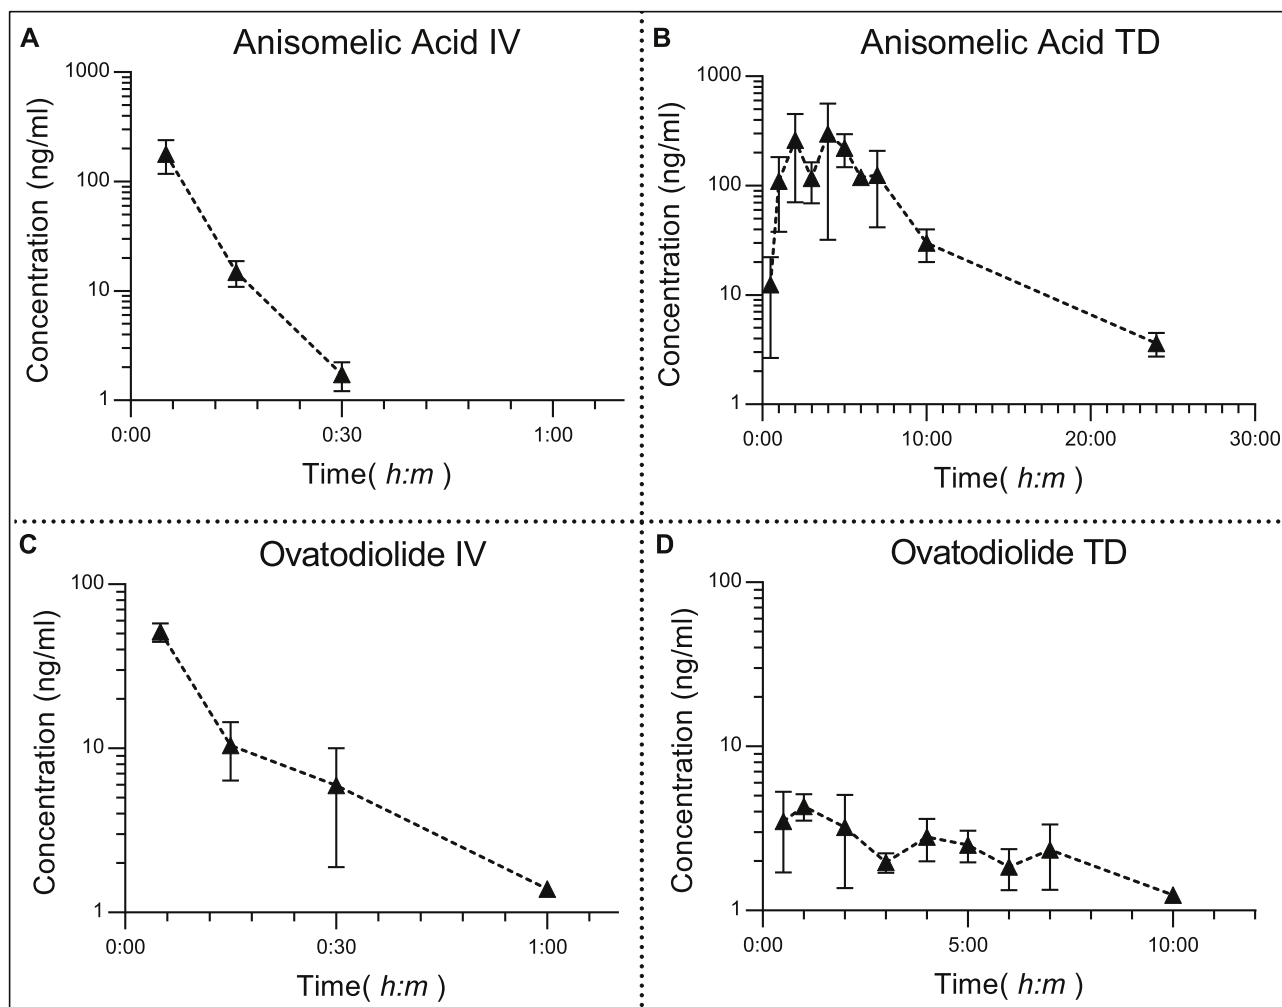 A
Anisomelic Acid IV
Concentration (ng/ml)
1000
100
10
1
0:00
0:30
1:00
Time( h:m )
B
Anisomelic Acid TD
Concentration (ng/ml)
1000
100
10
1
0:00
10:00
20:00
30:00
Time( h:m )
C
Ovatodiolide IV
Concentration (ng/ml)
100
10
1
0:00
0:30
1:00
Time( h:m )
D
Ovatodiolide TD
Concentration (ng/ml)
100
10
1
0:00
5:00
10:00
Time( h:m )